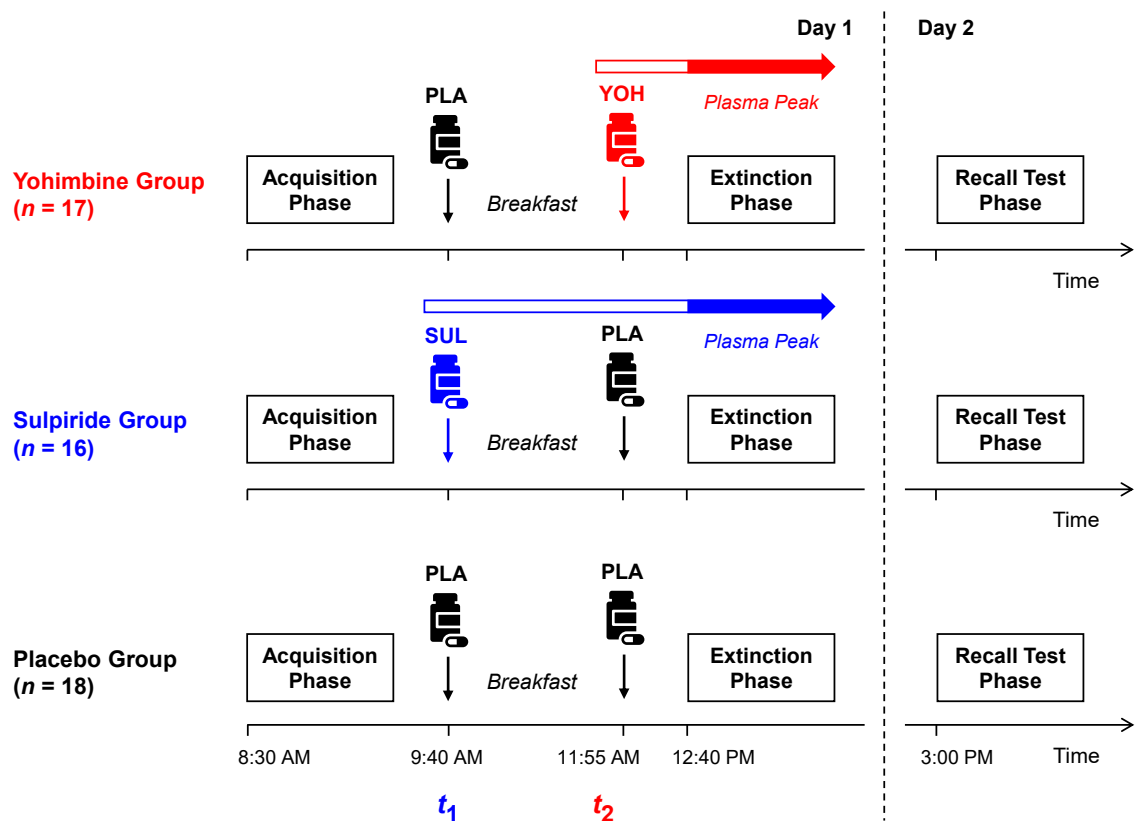 Day 1
Day 2
PLA
YOH
Plasma Peak
Yohimbine Group
(n = 17)
Acquisition
Phase
Breakfast
Extinction
Phase
Recall Test
Phase
Time
SUL
PLA
Plasma Peak
Sulpiride Group
(n = 16)
Acquisition
Phase
Breakfast
Extinction
Phase
Recall Test
Phase
Time
PLA
PLA
Placebo Group
(n = 18)
Acquisition
Phase
Breakfast
Extinction
Phase
Recall Test
Phase
8:30 AM
9:40 AM
11:55 AM
12:40 PM
3:00 PM
Time
t1
t2